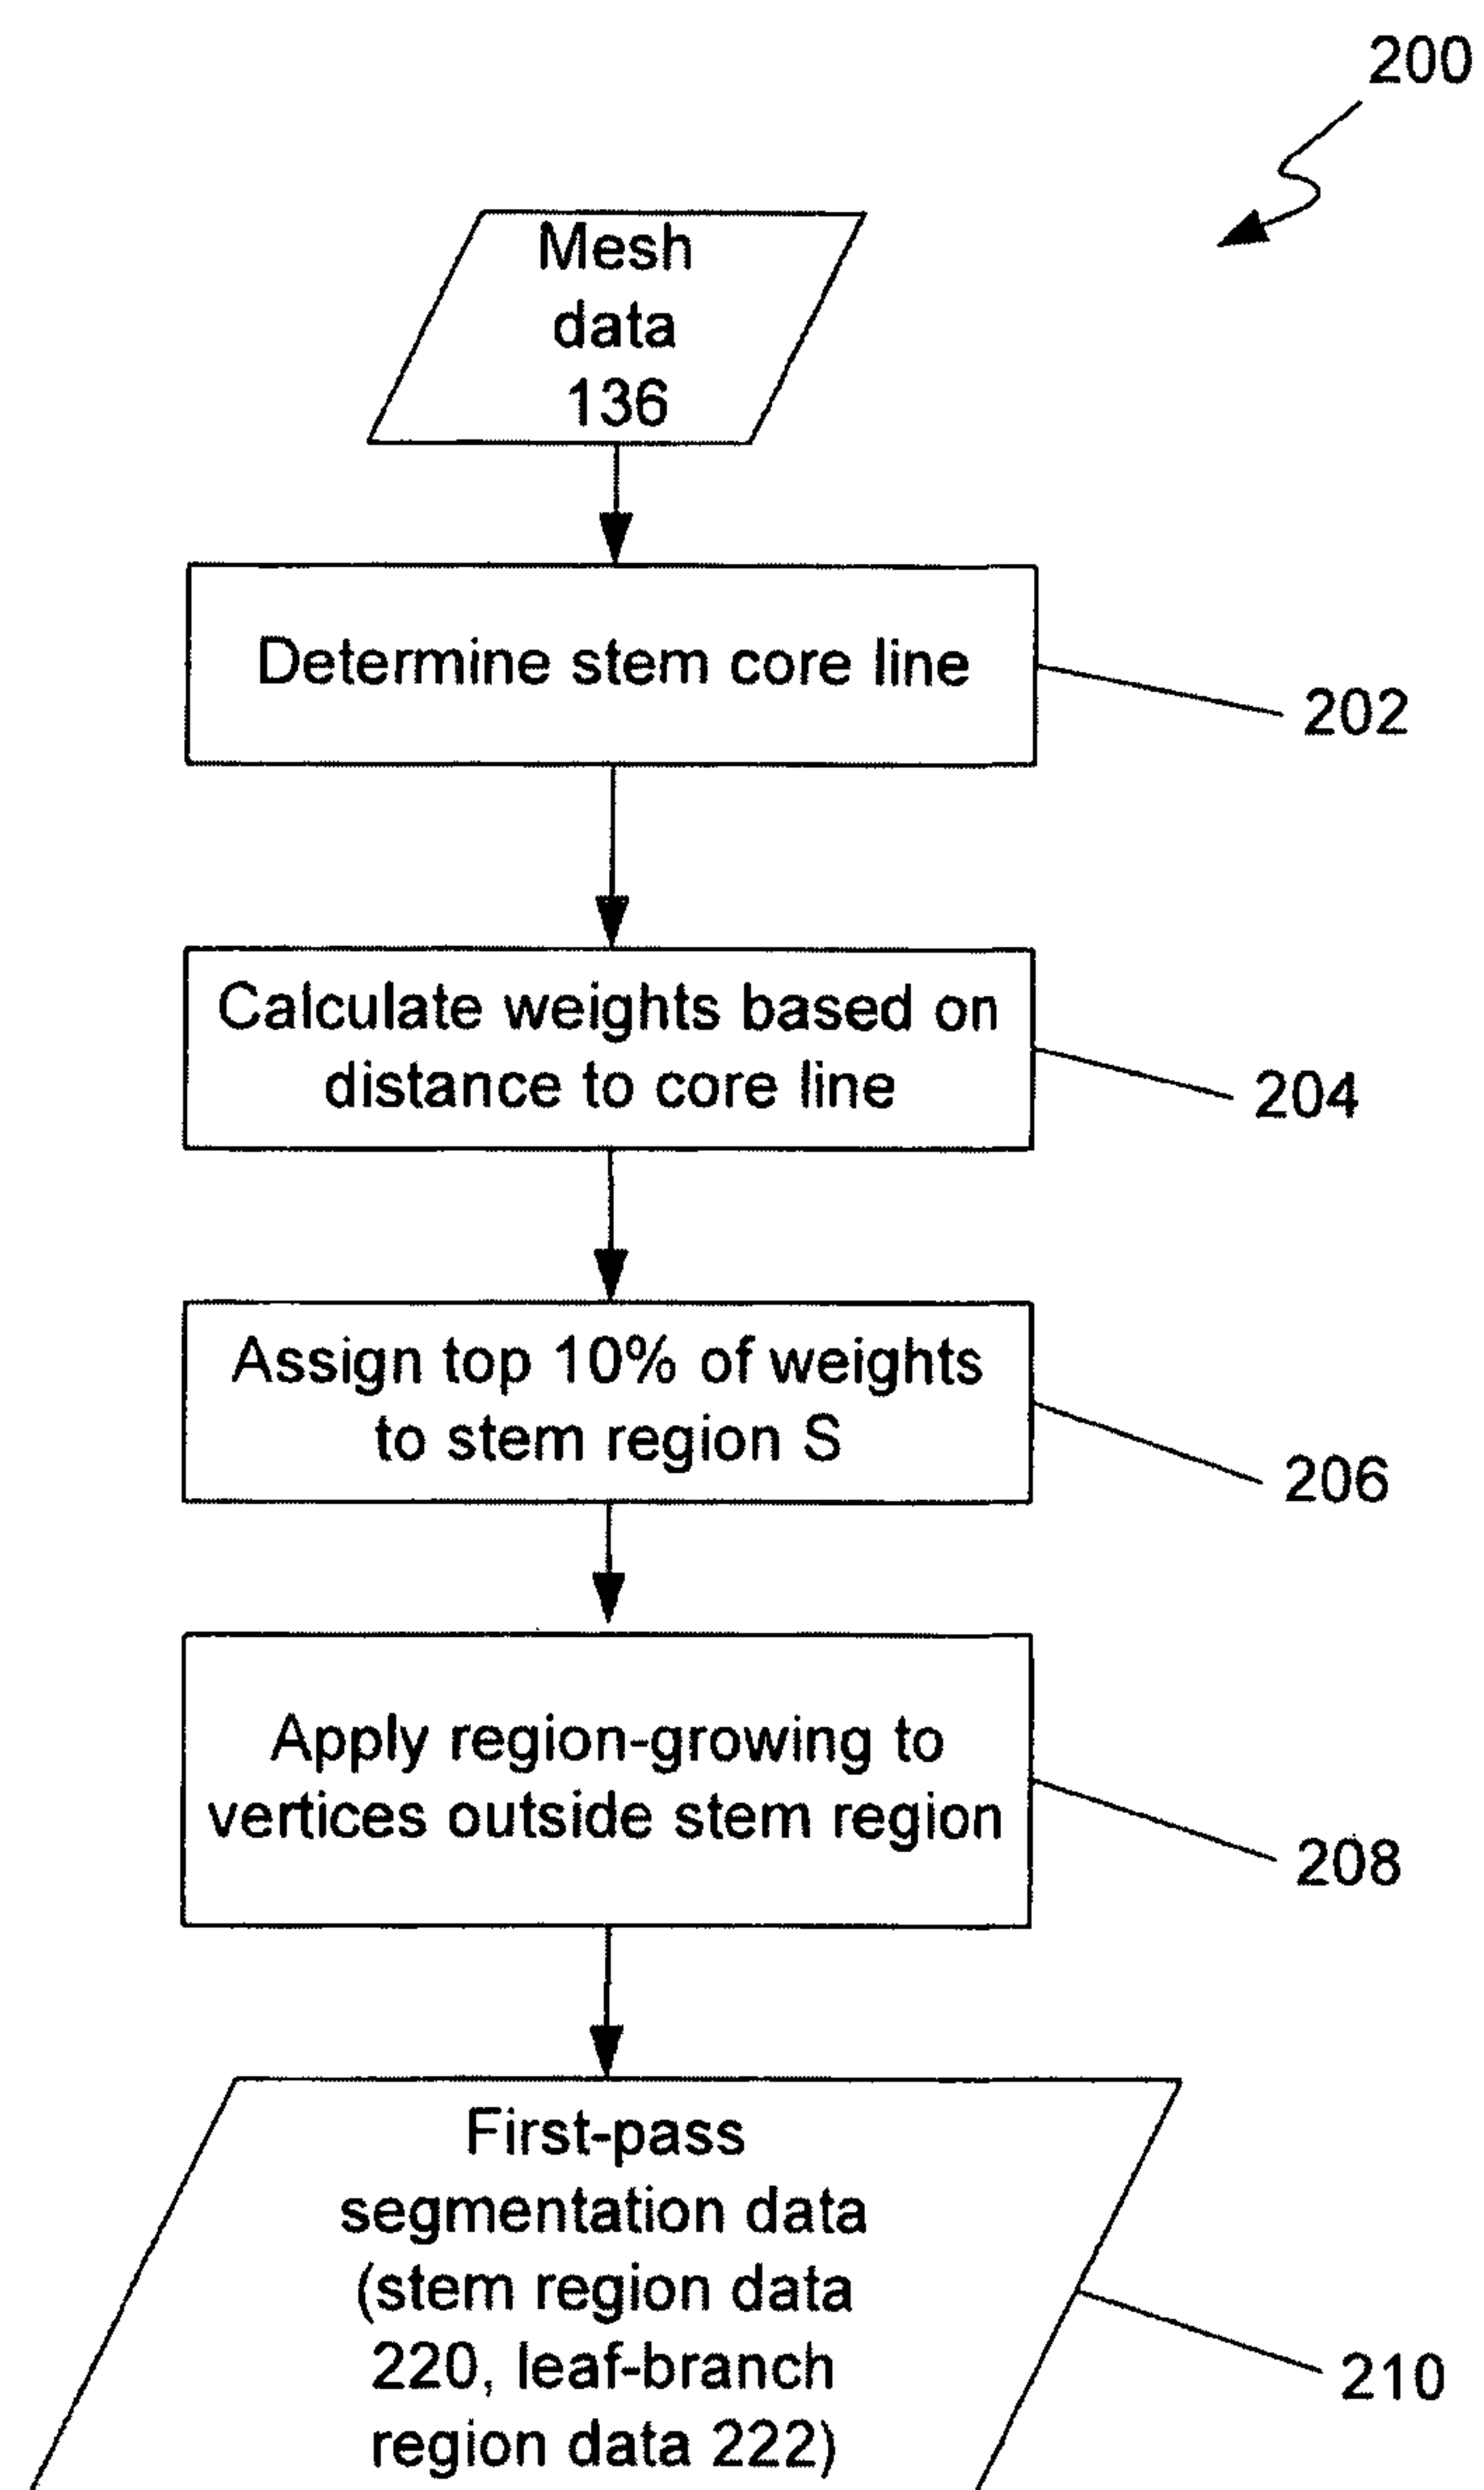 200
Mesh
data
136
Determine stem core line
202
Calculate weights based on
distance to core line
204
Assign top 10% of weights
to stem region S
206
Apply region-growing to
vertices outside stem region
208
First-pass
segmentation data
(stem region data
220, leaf-branch
region data 222)
210